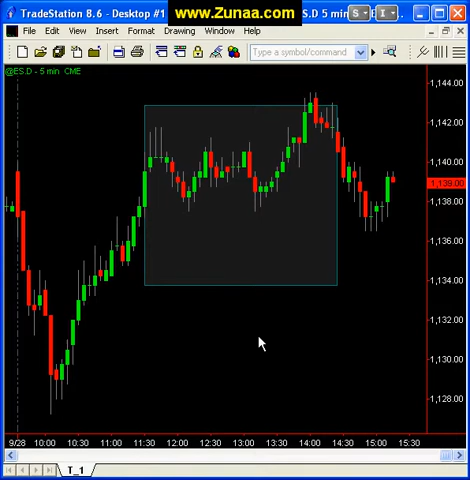 TradeStation 8.6 - Desktop #1
www.Zunaa.com
S.D 5 min
S
I
File Edit View Insert Format Drawing Window Help
Type a symbol/command
@ES.D - 5 min CME
1,144.00
1,142.00
1,140.00
1,139.00
1,138.00
1,136.00
1,134.00
1,132.00
1,130.00
1,128.00
9/28 10:00 10:30 11:00 11:30 12:00 12:30 13:00 13:30 14:00 14:30 15:00 15:30
T_1